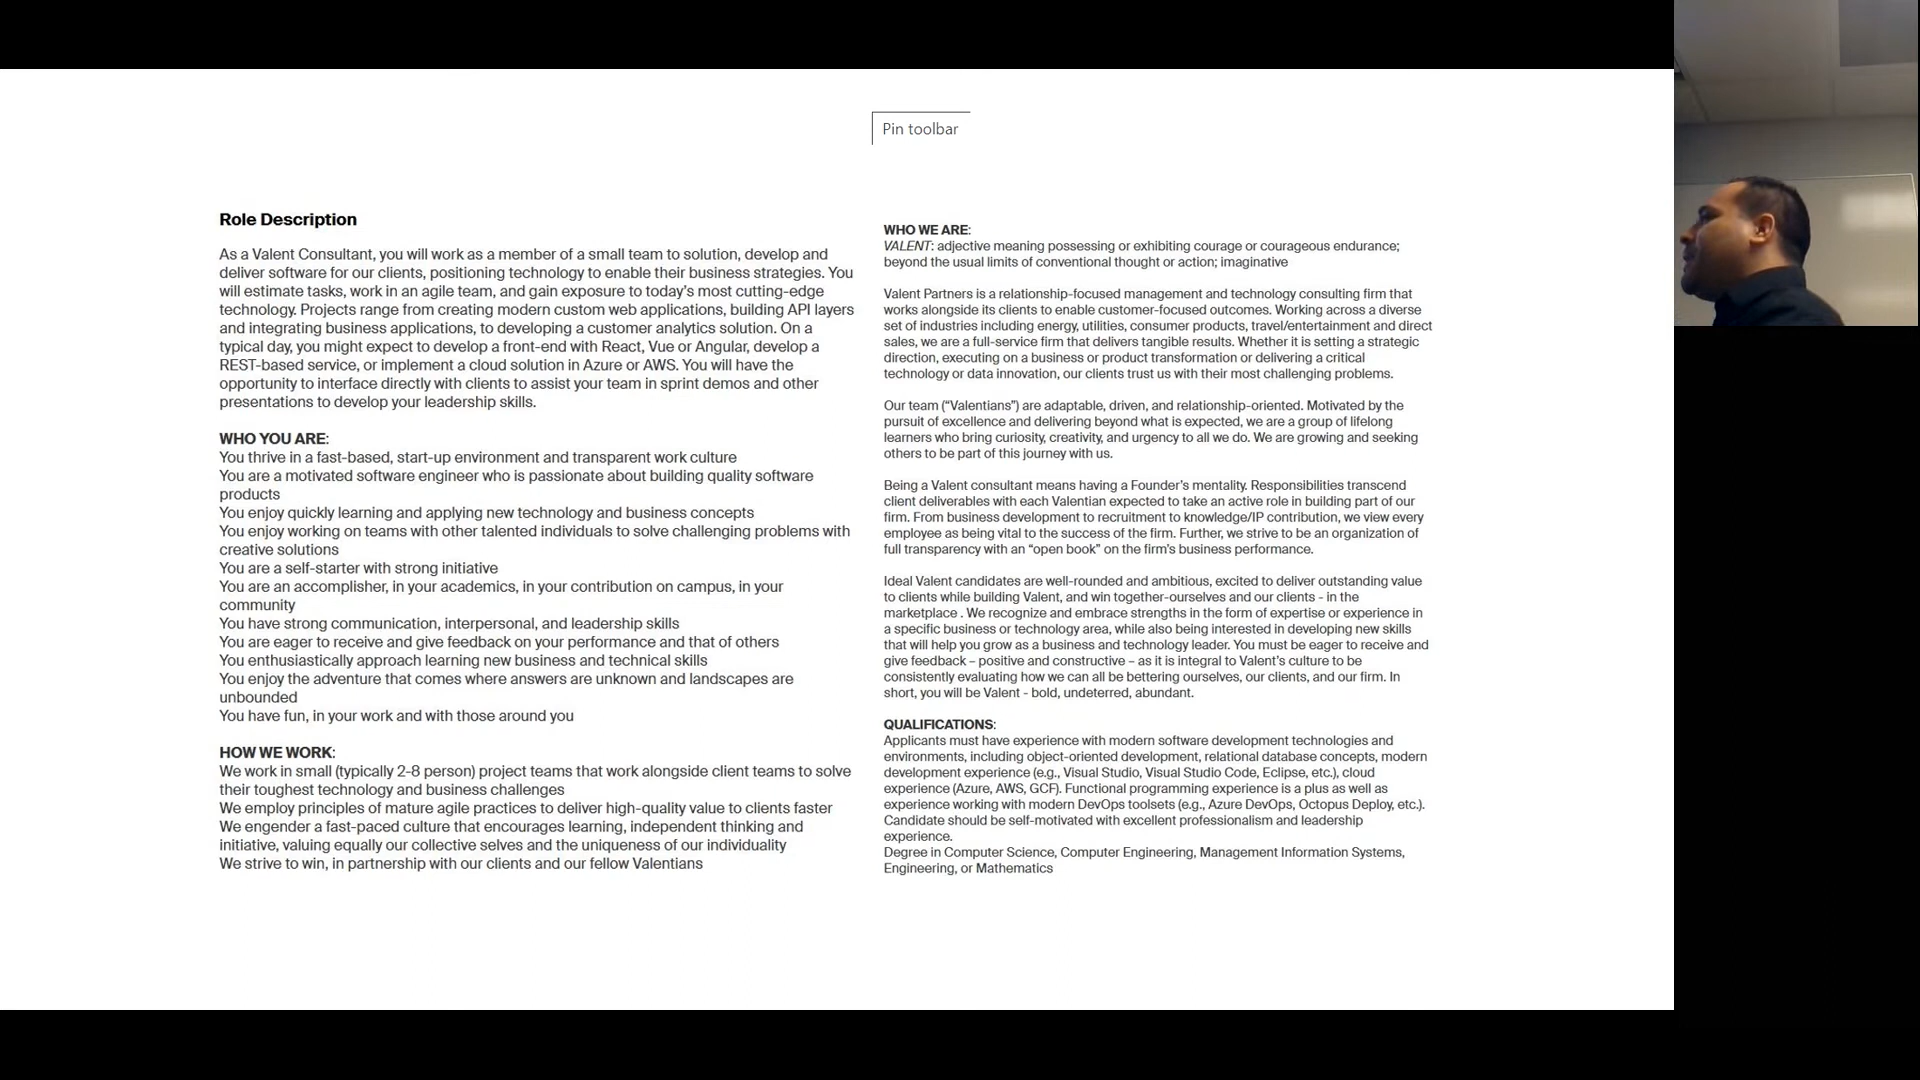 Pin toolbar
Role Description
As a Valent Consultant, you will work as a member of a small team to solution, develop and
deliver software for our clients, positioning technology to enable their business strategies. You
will estimate tasks, work in an agile team, and gain exposure to today’s most cutting-edge
technology. Projects range from creating modern custom web applications, building API layers
and integrating business applications, to developing a customer analytics solution. On a
typical day, you might expect to develop a front-end with React, Vue or Angular, develop a
REST-based service, or implement a cloud solution in Azure or AWS. You will have the
opportunity to interface directly with clients to assist your team in sprint demos and other
presentations to develop your leadership skills.
WHO YOU ARE:
You thrive in a fast-based, start-up environment and transparent work culture
You are a motivated software engineer who is passionate about building quality software
products
You enjoy quickly learning and applying new technology and business concepts
You enjoy working on teams with other talented individuals to solve challenging problems with
creative solutions
You are a self-starter with strong initiative
You are an accomplisher, in your academics, in your contribution on campus, in your
community
You have strong communication, interpersonal, and leadership skills
You are eager to receive and give feedback on your performance and that of others
You enthusiastically approach learning new business and technical skills
You enjoy the adventure that comes where answers are unknown and landscapes are
unbounded
You have fun, in your work and with those around you
HOW WE WORK:
We work in small (typically 2-8 person) project teams that work alongside client teams to solve
their toughest technology and business challenges
We employ principles of mature agile practices to deliver high-quality value to clients faster
We engender a fast-paced culture that encourages learning, independent thinking and
initiative, valuing equally our collective selves and the uniqueness of our individuality
We strive to win, in partnership with our clients and our fellow Valentians
WHO WE ARE:
VALENT: adjective meaning possessing or exhibiting courage or courageous endurance;
beyond the usual limits of conventional thought or action; imaginative
Valent Partners is a relationship-focused management and technology consulting firm that
works alongside its clients to enable customer-focused outcomes. Working across a diverse
set of industries including energy, utilities, consumer products, travel/entertainment and direct
sales, we are a full-service firm that delivers tangible results. Whether it is setting a strategic
direction, executing on a business or product transformation or delivering a critical
technology or data innovation, our clients trust us with their most challenging problems.
Our team (“Valentians”) are adaptable, driven, and relationship-oriented. Motivated by the
pursuit of excellence and delivering beyond what is expected, we are a group of lifelong
learners who bring curiosity, creativity, and urgency to all we do. We are growing and seeking
others to be part of this journey with us.
Being a Valent consultant means having a Founder’s mentality. Responsibilities transcend
client deliverables with each Valentian expected to take an active role in building part of our
firm. From business development to recruitment to knowledge/IP contribution, we view every
employee as being vital to the success of the firm. Further, we strive to be an organization of
full transparency with an “open book” on the firm’s business performance.
Ideal Valent candidates are well-rounded and ambitious, excited to deliver outstanding value
to clients while building Valent, and win together-ourselves and our clients - in the
marketplace . We recognize and embrace strengths in the form of expertise or experience in
a specific business or technology area, while also being interested in developing new skills
that will help you grow as a business and technology leader. You must be eager to receive and
give feedback – positive and constructive – as it is integral to Valent’s culture to be
consistently evaluating how we can all be bettering ourselves, our clients, and our firm. In
short, you will be Valent - bold, undeterred, abundant.
QUALIFICATIONS:
Applicants must have experience with modern software development technologies and
environments, including object-oriented development, relational database concepts, modern
development experience (e.g., Visual Studio, Visual Studio Code, Eclipse, etc.), cloud
experience (Azure, AWS, GCF). Functional programming experience is a plus as well as
experience working with modern DevOps toolsets (e.g., Azure DevOps, Octopus Deploy, etc.).
Candidate should be self-motivated with excellent professionalism and leadership
experience.
Degree in Computer Science, Computer Engineering, Management Information Systems,
Engineering, or Mathematics